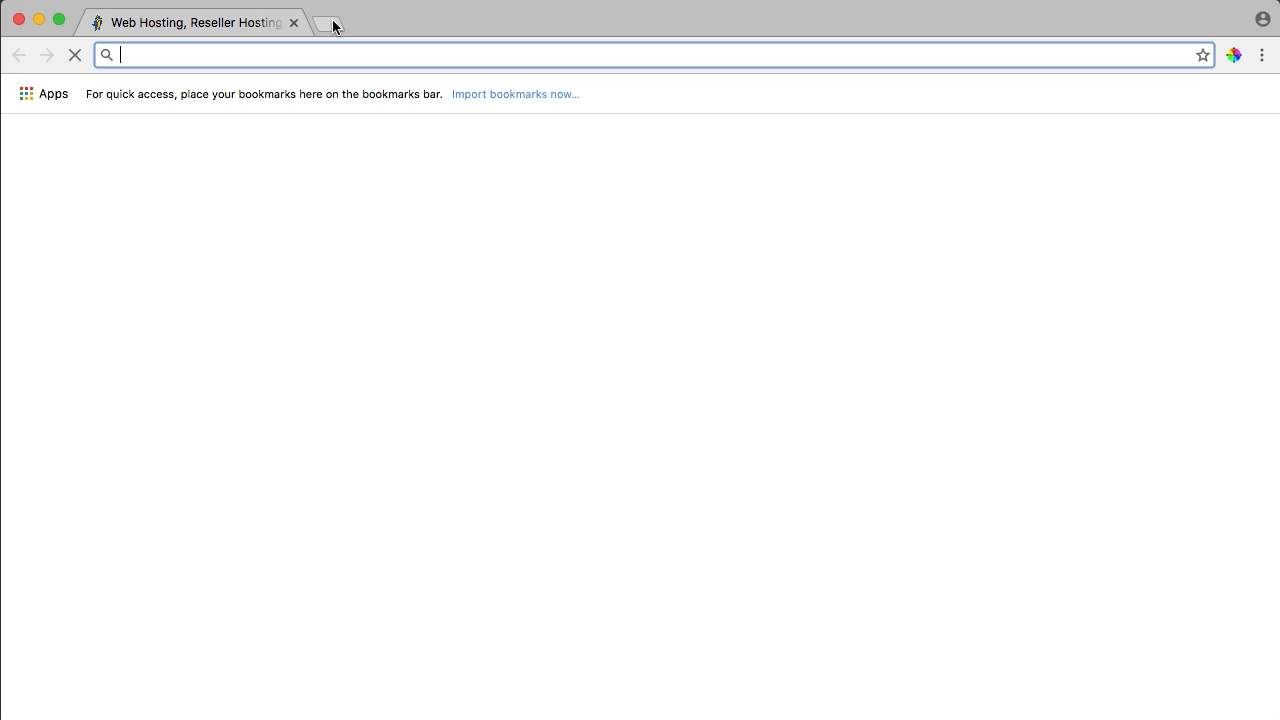 Web Hosting, Reseller Hosting
Apps
For quick access, place your bookmarks here on the bookmarks bar. Import bookmarks now...